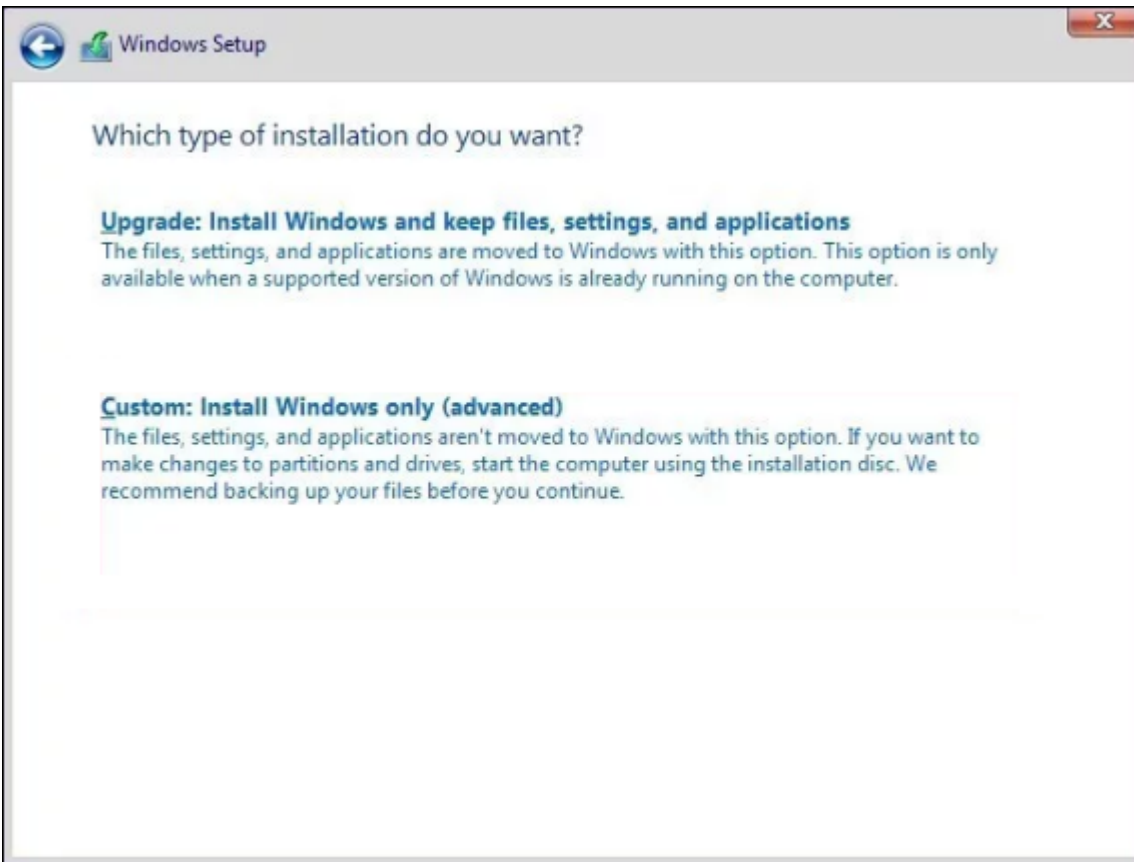 Windows Setup
Which type of installation do you want?
Upgrade: Install Windows and keep files, settings, and applications
The files, settings, and applications are moved to Windows with this option. This option is only
available when a supported version of Windows is already running on the computer.
Custom: Install Windows only (advanced)
The files, settings, and applications aren't moved to Windows with this option. If you want to
make changes to partitions and drives, start the computer using the installation disc. We
recommend backing up your files before you continue.